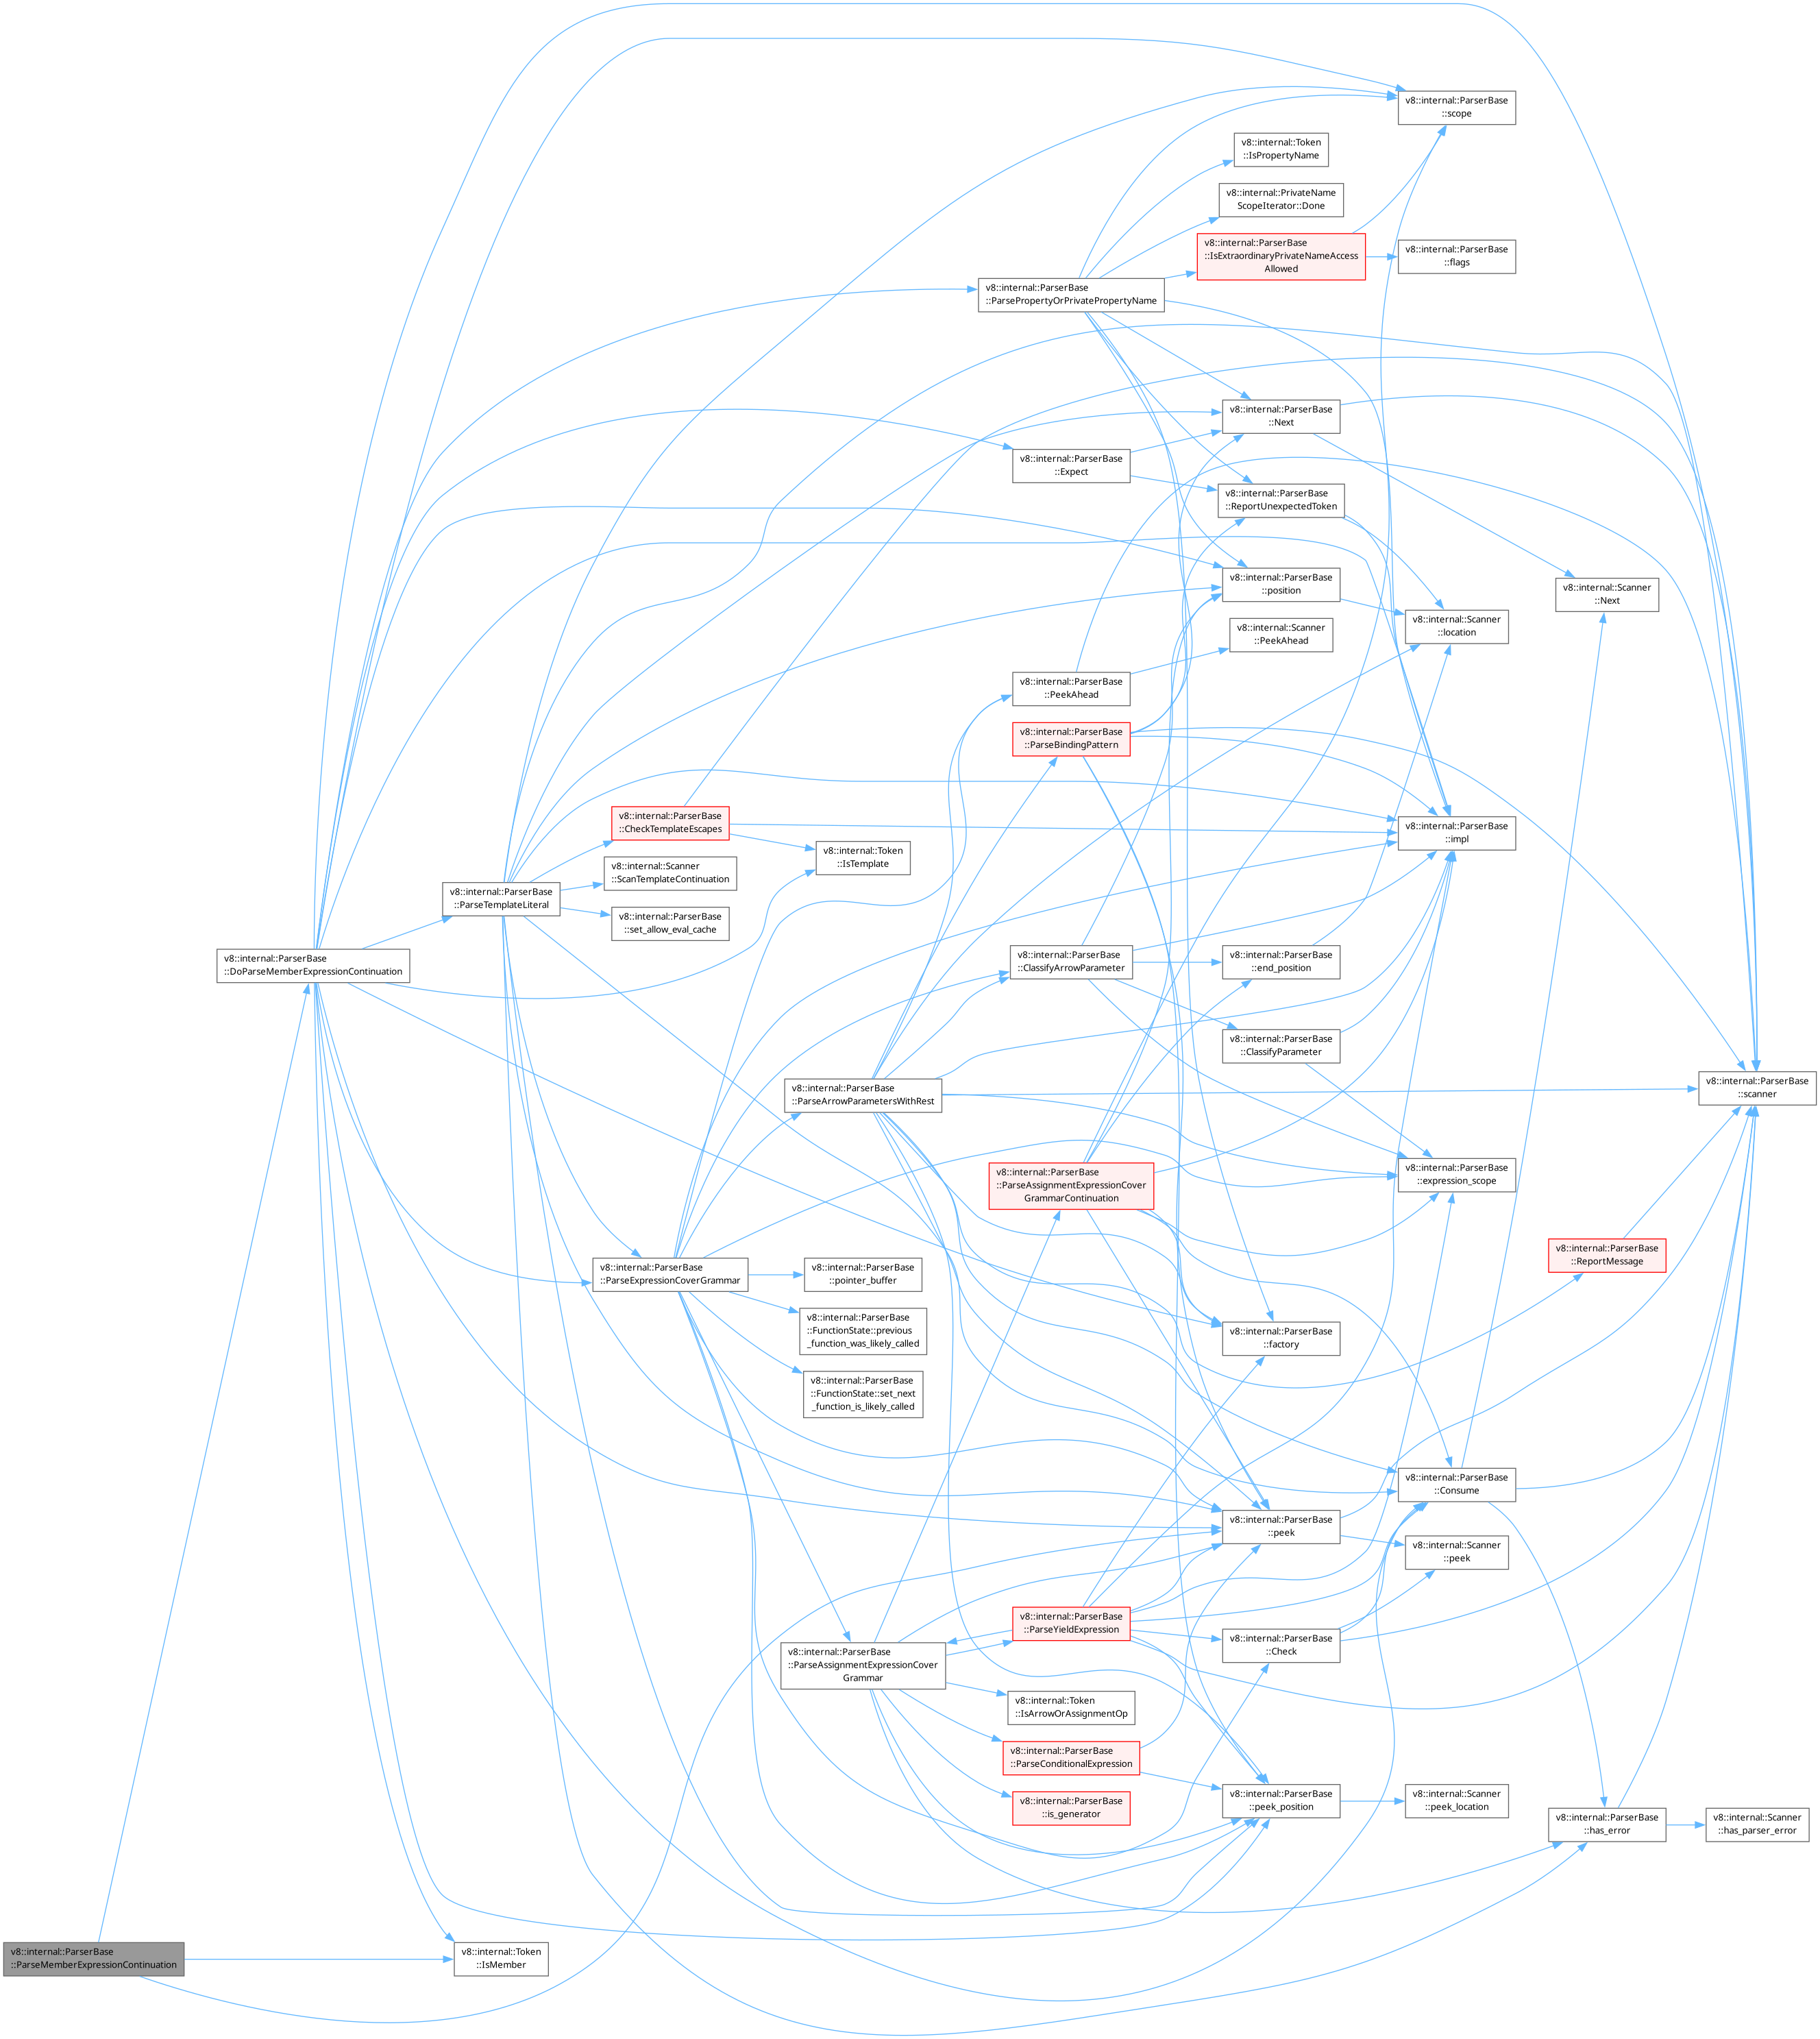 v8::internal::ParserBase
::scope
v8::internal::Token
::IsPropertyName
v8::internal::PrivateName
ScopeIterator::Done
v8::internal::ParserBase
::IsExtraordinaryPrivateNameAccess
Allowed
v8::internal::ParserBase
::flags
v8::internal::ParserBase
::ParsePropertyOrPrivatePropertyName
v8::internal::ParserBase
::Next
v8::internal::ParserBase
::Expect
v8::internal::ParserBase
::ReportUnexpectedToken
v8::internal::ParserBase
::position
v8::internal::Scanner
::Next
v8::internal::Scanner
::location
v8::internal::Scanner
::PeekAhead
v8::internal::ParserBase
::PeekAhead
v8::internal::ParserBase
::ParseBindingPattern
v8::internal::ParserBase
::CheckTemplateEscapes
v8::internal::ParserBase
::impl
v8::internal::Token
::IsTemplate
v8::internal::Scanner
::ScanTemplateContinuation
v8::internal::ParserBase
::ParseTemplateLiteral
v8::internal::ParserBase
::set_allow_eval_cache
v8::internal::ParserBase
::DoParseMemberExpressionContinuation
v8::internal::ParserBase
::ClassifyArrowParameter
v8::internal::ParserBase
::end_position
v8::internal::ParserBase
::ClassifyParameter
v8::internal::ParserBase
::ParseArrowParametersWithRest
v8::internal::ParserBase
::scanner
v8::internal::ParserBase
::ParseAssignmentExpressionCover
GrammarContinuation
v8::internal::ParserBase
::expression_scope
v8::internal::ParserBase
::ReportMessage
v8::internal::ParserBase
::ParseExpressionCoverGrammar
v8::internal::ParserBase
::pointer_buffer
v8::internal::ParserBase
::FunctionState::previous
_function_was_likely_called
v8::internal::ParserBase
::factory
v8::internal::ParserBase
::FunctionState::set_next
_function_is_likely_called
v8::internal::ParserBase
::Consume
v8::internal::ParserBase
::peek
v8::internal::Scanner
::peek
v8::internal::ParserBase
::ParseYieldExpression
v8::internal::ParserBase
::Check
v8::internal::ParserBase
::ParseAssignmentExpressionCover
Grammar
v8::internal::Token
::IsArrowOrAssignmentOp
v8::internal::ParserBase
::ParseConditionalExpression
v8::internal::ParserBase
::is_generator
v8::internal::ParserBase
::peek_position
v8::internal::Scanner
::peek_location
v8::internal::ParserBase
::has_error
v8::internal::Scanner
::has_parser_error
v8::internal::ParserBase
::ParseMemberExpressionContinuation
v8::internal::Token
::IsMember